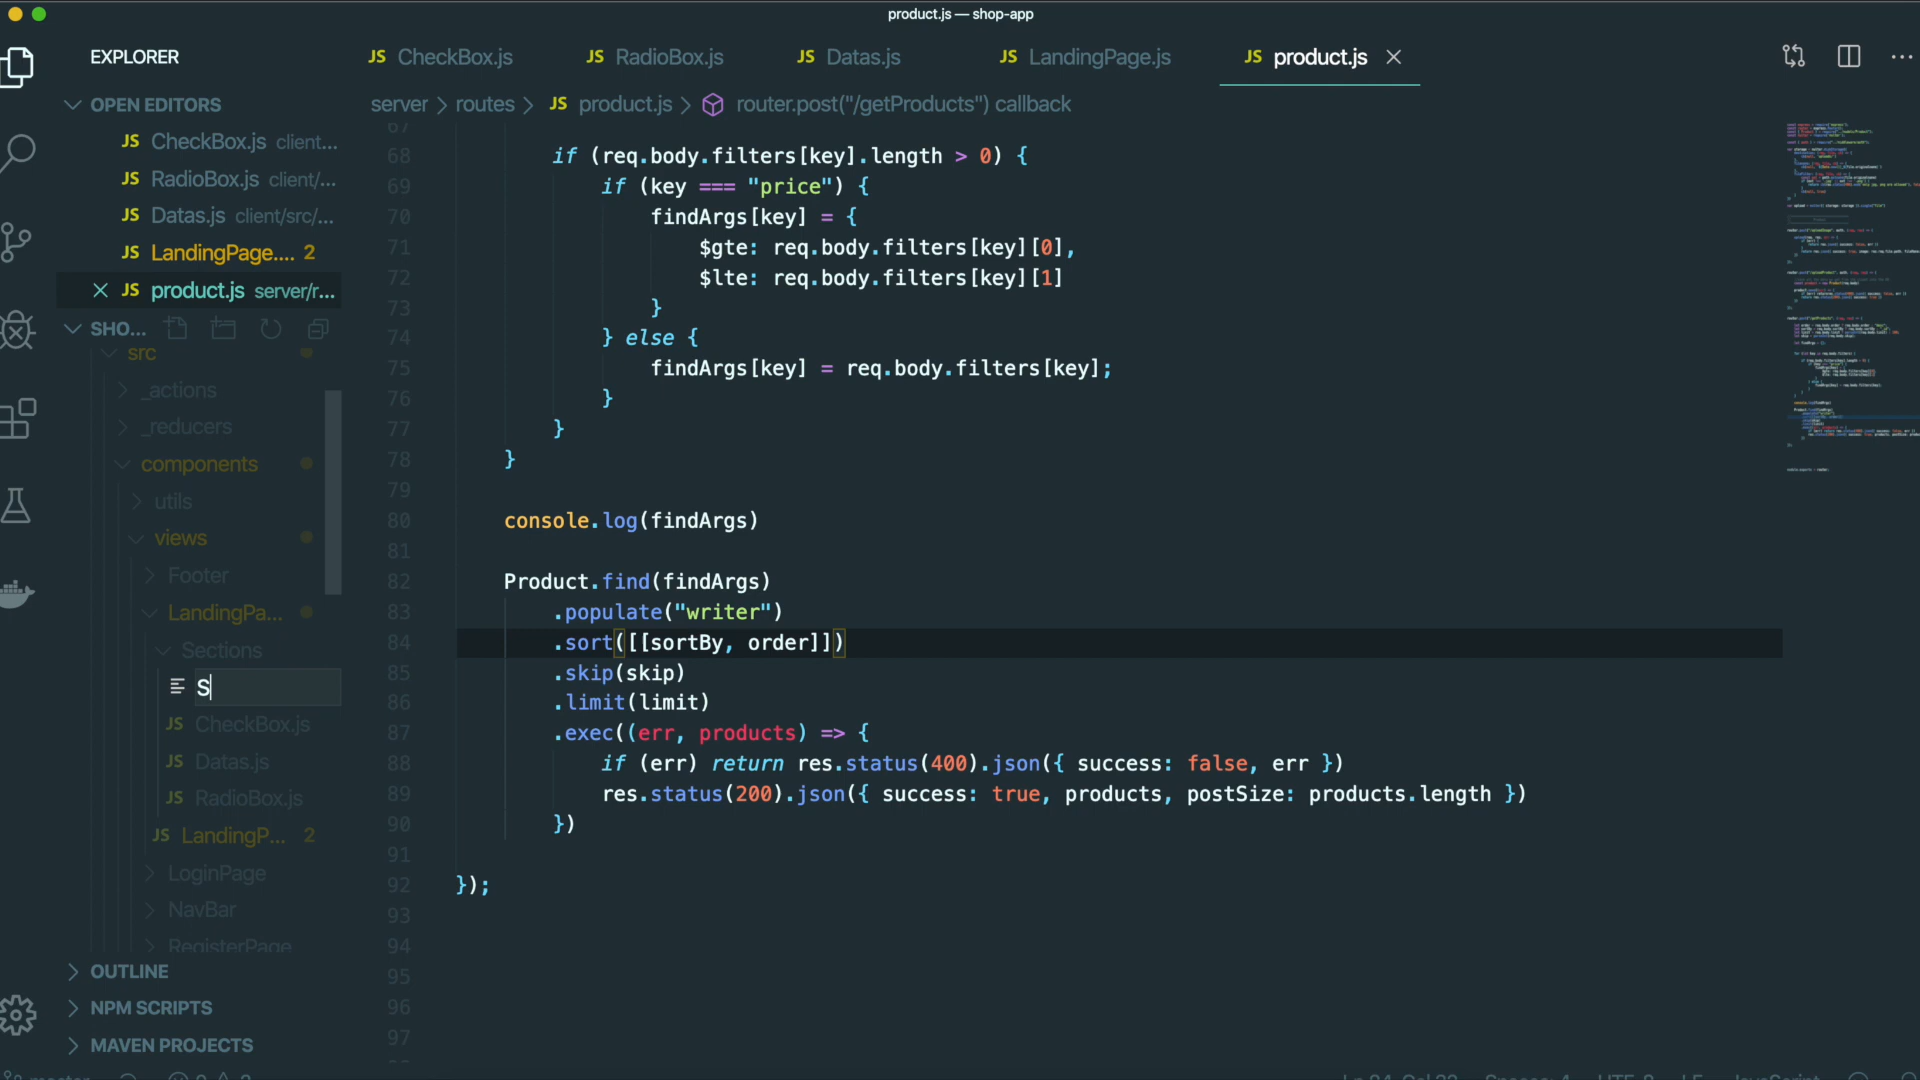 product.js — shop-app
EXPLORER
JS CheckBox.js
JS RadioBox.js
JS Datas.js
JS LandingPage.js
JS product.js
OPEN EDITORS
JS CheckBox.js client...
JS RadioBox.js client/...
JS Datas.js client/src/...
JS LandingPage.... 2
JS product.js server/r...
SHO...
src
_actions
_reducers
components
utils
views
Footer
LandingPa...
Sections
S
JS CheckBox.js
JS Datas.js
JS RadioBox.js
JS LandingP... 2
LoginPage
NavBar
RegisterPage
OUTLINE
NPM SCRIPTS
MAVEN PROJECTS
server > routes > JS product.js > router.post("/getProducts") callback
67
68 if (req.body.filters[key].length > 0) {
69 if (key === "price") {
70 findArgs[key] = {
71 $gte: req.body.filters[key][0],
72 $lte: req.body.filters[key][1]
73 }
74 } else {
75 findArgs[key] = req.body.filters[key];
76 }
77 }
78 }
79
80 console.log(findArgs)
81
82 Product.find(findArgs)
83 .populate("writer")
84 .sort([[sortBy, order]])
85 .skip(skip)
86 .limit(limit)
87 .exec((err, products) => {
88 if (err) return res.status(400).json({ success: false, err })
89 res.status(200).json({ success: true, products, postSize: products.length })
90 })
91
92 });
93
94
95
96
97